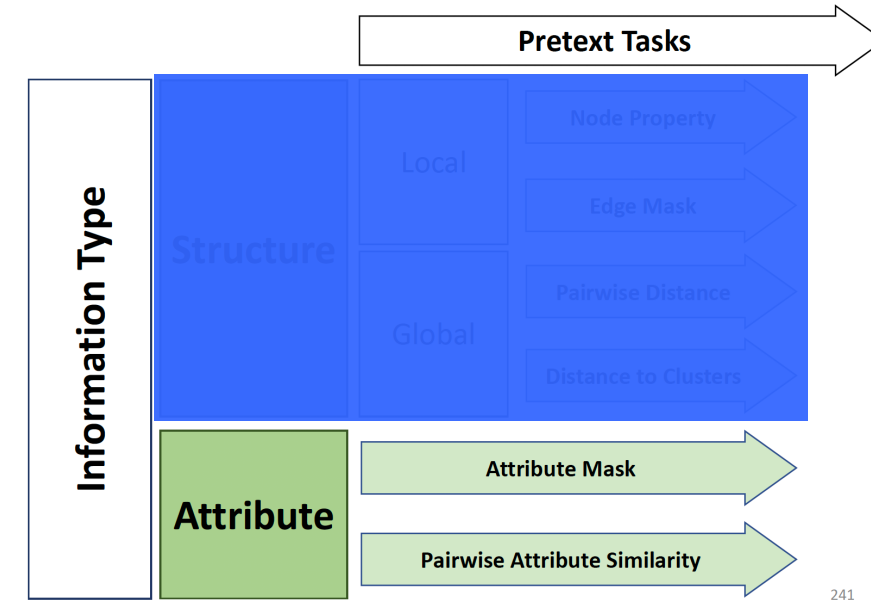 Pretext Tasks
Information Type
Structure
Local
Node Property
Edge Mask
Global
Pairwise Distance
Distance to Clusters
Attribute
Attribute Mask
Pairwise Attribute Similarity
241